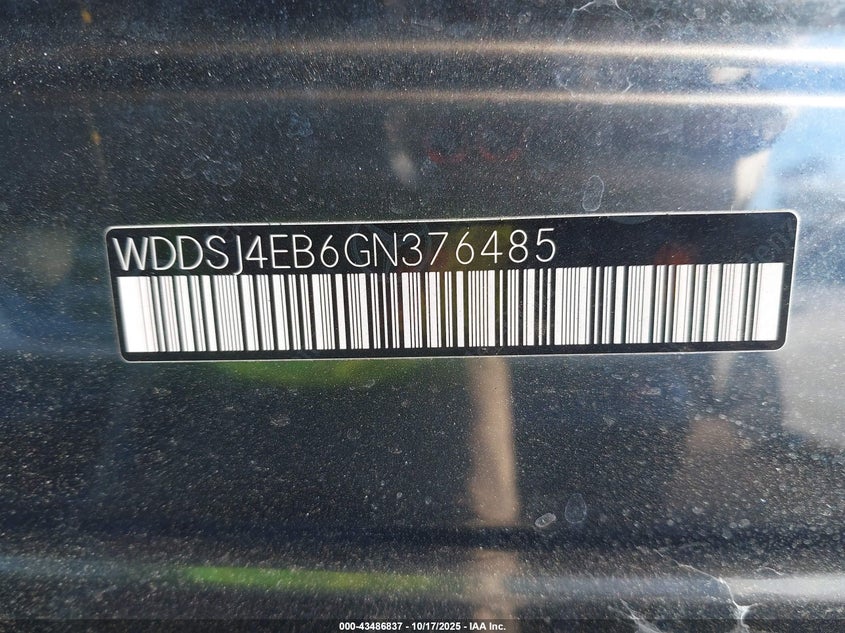 WDDSJ4EB6GN376485
000-43486837 - 10/17/2025 - IAA Inc.